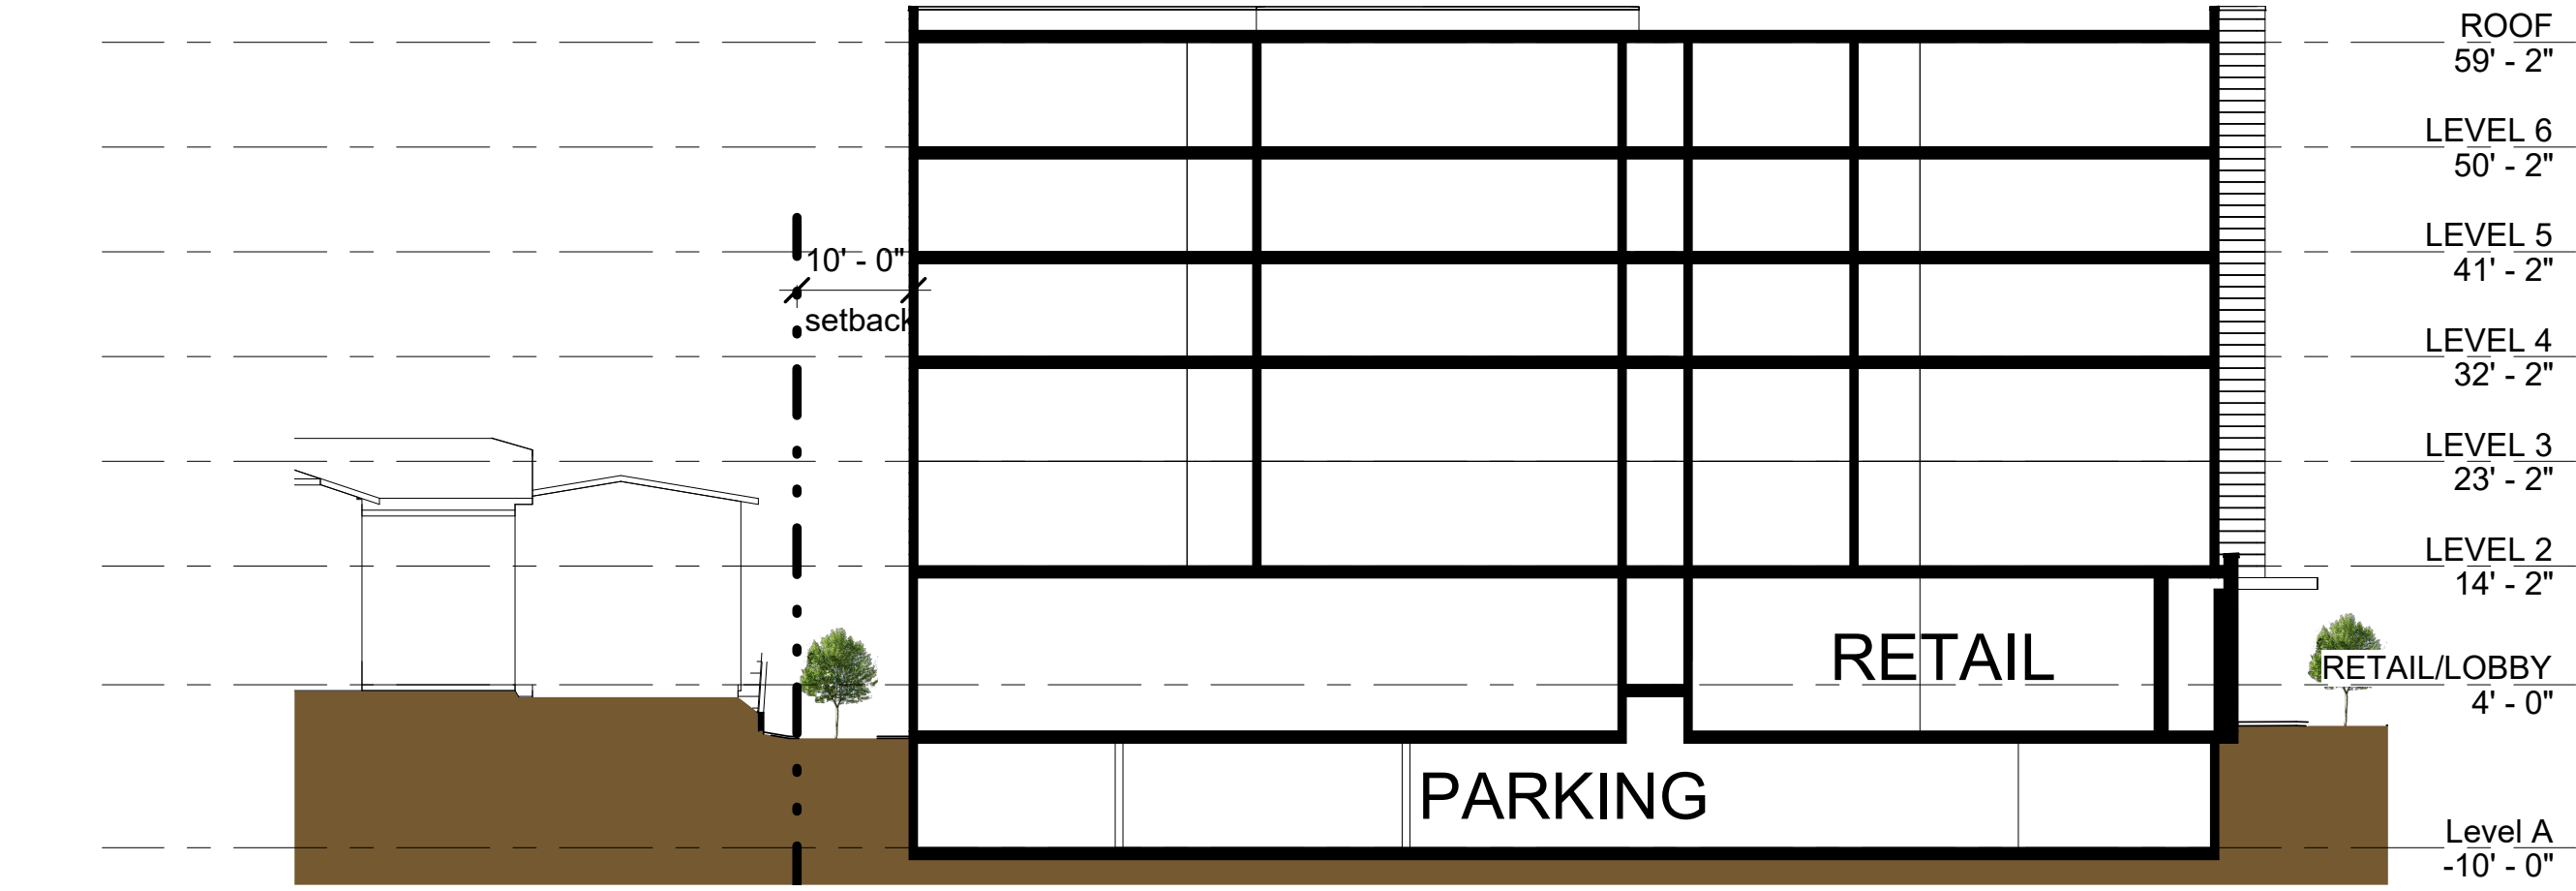 ROOF
59' - 2"
LEVEL 6
50' - 2"
LEVEL 5
41' - 2"
10' - 0"
setback
LEVEL 4
32' - 2"
LEVEL 3
23' - 2"
LEVEL 2
14' - 2"
RETAIL
RETAIL/LOBBY
4' - 0"
PARKING
Level A
-10' - 0"